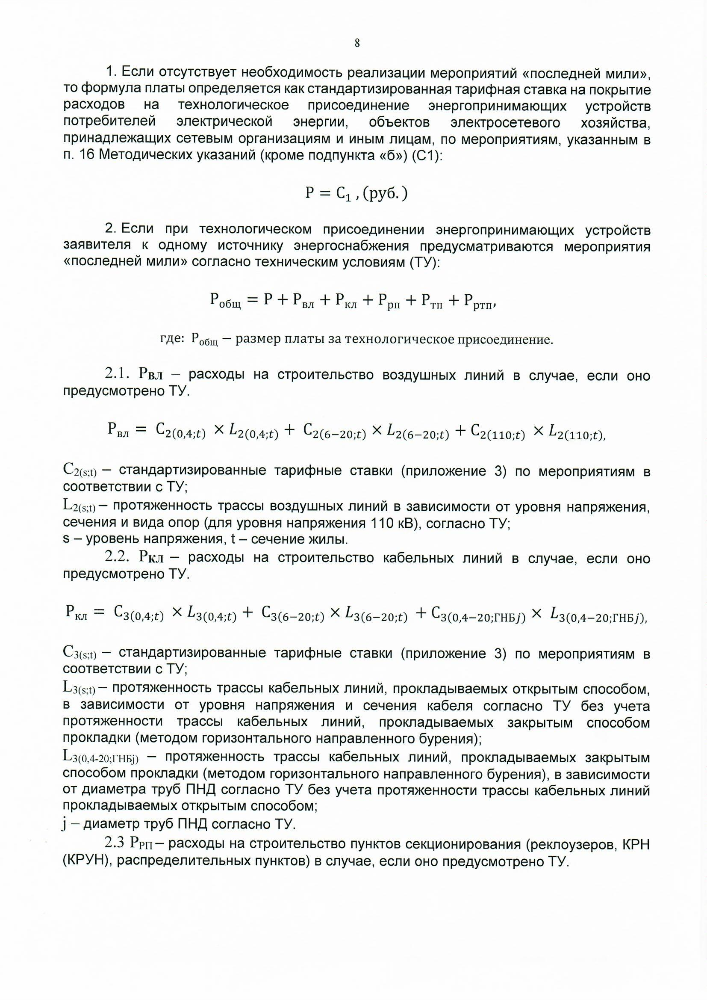 8
1. Если отсутствует необходимость реализации мероприятий «последней мили»,
то формула платы определяется как стандартизированная тарифная ставка на покрытие
расходов на технологическое присоединение энергопринимающих устройств
потребителей электрической энергии, объектов электросетевого хозяйства,
принадлежащих сетевым организациям и иным лицам, по мероприятиям, указанным в
п. 16 Методических указаний (кроме подпункта «б») (С1):
P = C₁ , (руб. )
2. Если при технологическом присоединении энергопринимающих устройств
заявителя к одному источнику энергоснабжения предусматриваются мероприятия
«последней мили» согласно техническим условиям (ТУ):
Pобщ = P + Pвл + Pкл + Pрп + Pтп + Pртп,
где: Pобщ – размер платы за технологическое присоединение.
2.1. Pвл – расходы на строительство воздушных линий в случае, если оно
предусмотрено ТУ.
Pвл = C2(0,4;t) × L2(0,4;t) + C2(6−20;t) × L2(6−20;t) + C2(110;t) × L2(110;t),
C2(s;t) – стандартизированные тарифные ставки (приложение 3) по мероприятиям в
соответствии с ТУ;
L2(s;t) – протяженность трассы воздушных линий в зависимости от уровня напряжения,
сечения и вида опор (для уровня напряжения 110 кВ), согласно ТУ;
s – уровень напряжения, t – сечение жилы.
2.2. Pкл – расходы на строительство кабельных линий в случае, если оно
предусмотрено ТУ.
Pкл = C3(0,4;t) × L3(0,4;t) + C3(6−20;t) × L3(6−20;t) + C3(0,4−20;ГНБj) × L3(0,4−20;ГНБj),
C3(s;t) – стандартизированные тарифные ставки (приложение 3) по мероприятиям в
соответствии с ТУ;
L3(s;t) – протяженность трассы кабельных линий, прокладываемых открытым способом,
в зависимости от уровня напряжения и сечения кабеля согласно ТУ без учета
протяженности трассы кабельных линий, прокладываемых закрытым способом
прокладки (методом горизонтального направленного бурения);
L3(0,4-20;ГНБj) – протяженность трассы кабельных линий, прокладываемых закрытым
способом прокладки (методом горизонтального направленного бурения), в зависимости
от диаметра труб ПНД согласно ТУ без учета протяженности трассы кабельных линий
прокладываемых открытым способом;
j – диаметр труб ПНД согласно ТУ.
2.3 PРП – расходы на строительство пунктов секционирования (реклоузеров, КРН
(КРУН), распределительных пунктов) в случае, если оно предусмотрено ТУ.